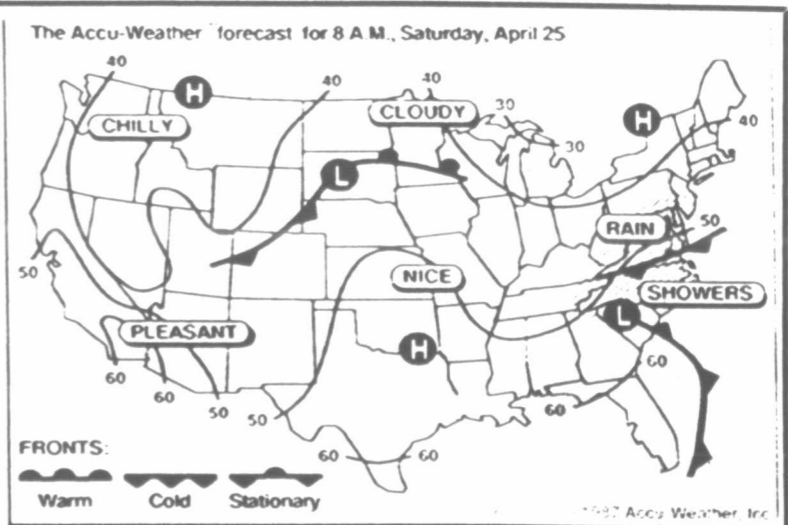 The Accu-Weather forecast for 8 A.M., Saturday, April 25
40
H
40
40
CHILLY
CLOUDY
30
30
H
40
L
RAIN
50
50
NICE
SHOWERS
PLEASANT
H
L
60
60
60
50
50
60
60
60
FRONTS:
Warm
Cold
Stationary
Accu Weather, Inc